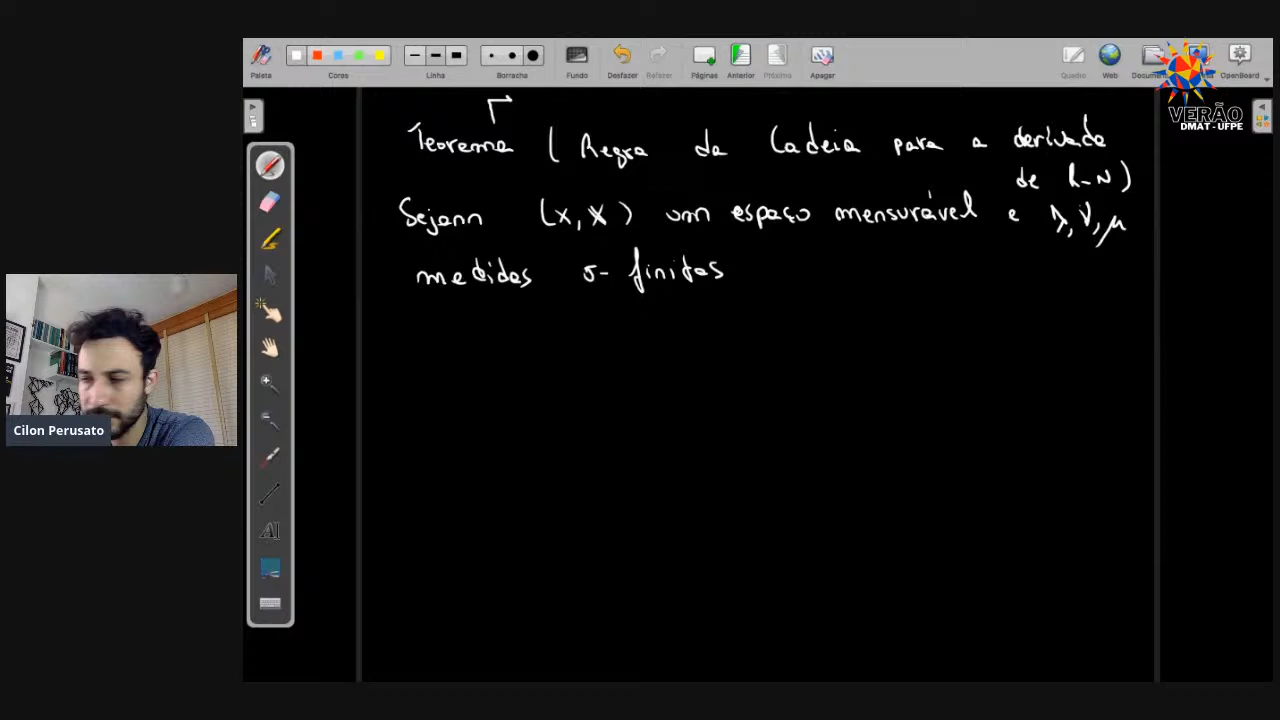 Paleta
Cores
Linha
Borracha
Fundo
Desfazer
Refazer
Páginas
Anterior
Próximo
Apagar
Quadro
Web
OpenBoard
VERÃO
DMAT - UFPE
Teorema ( Regra da Cadeia para a derivada
de R-N )
Sejam (X, X) um espaço mensurável e λ, ν, μ
medidas σ- finitas
Cilon Perusato